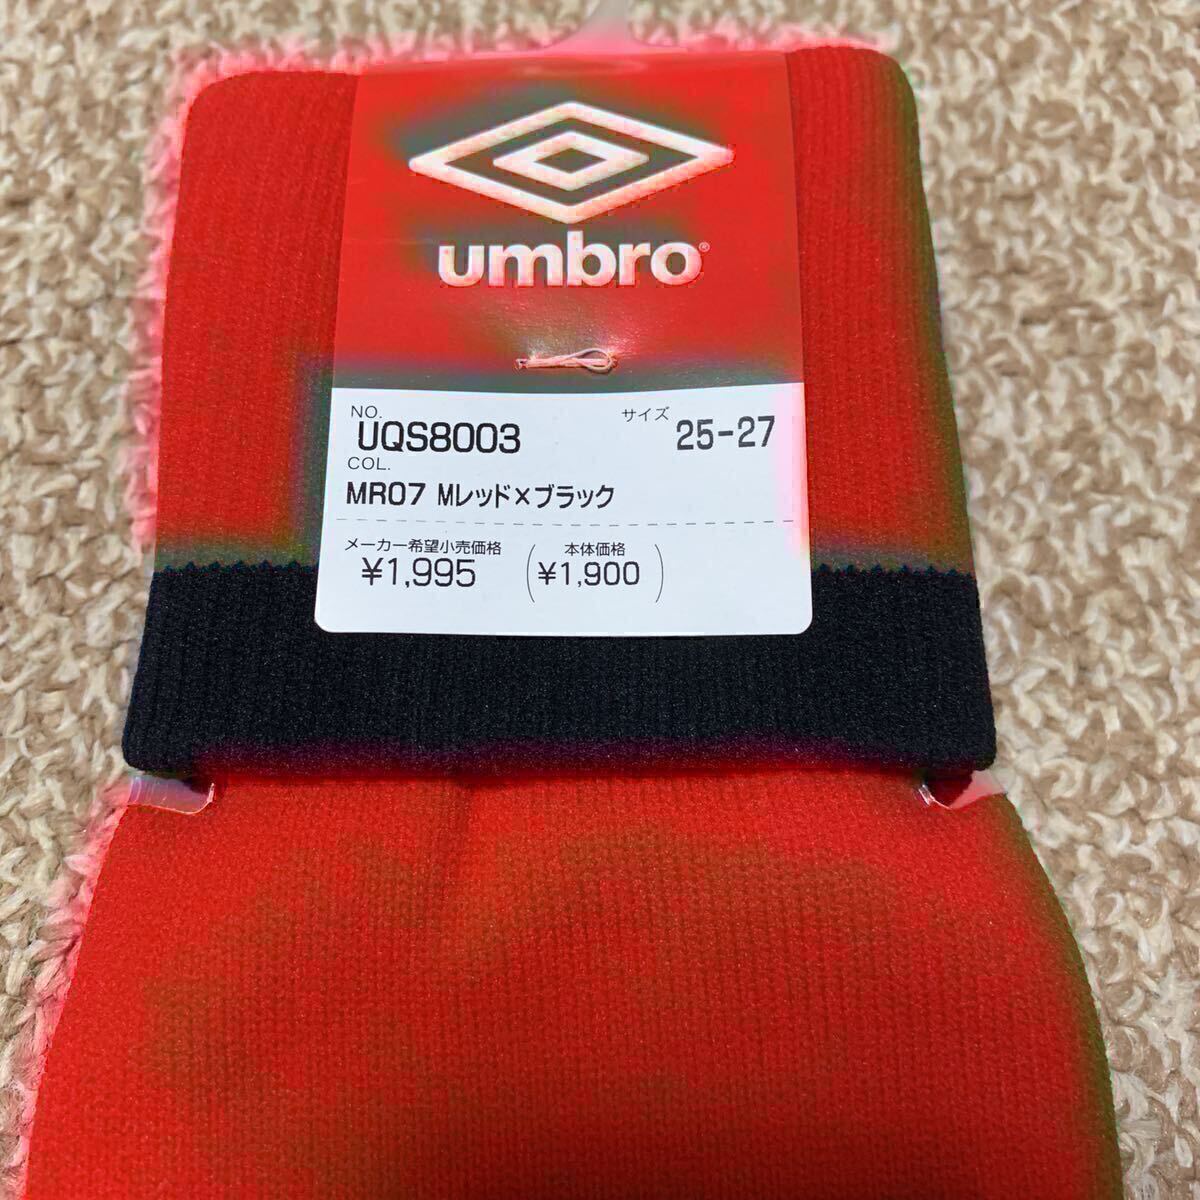 umbro®
NO.
UQS8003
サイズ
25-27
COL.
MR07 Mレッド×ブラック
メーカー希望小売価格
¥1,995
(本体価格
¥1,900)